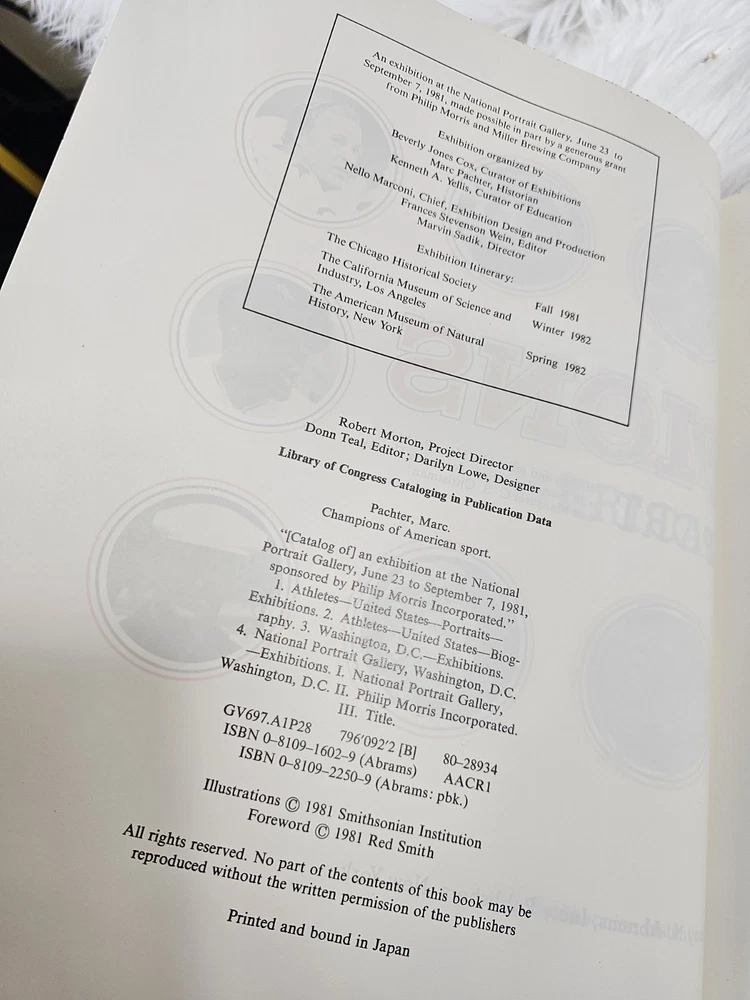 An exhibition at the National Portrait Gallery, June 23 to
September 7, 1981, made possible in part by a generous grant
from Philip Morris and Miller Brewing Company
Exhibition organized by
Beverly Jones Cox, Curator of Exhibitions
Marc Pachter, Historian
Kenneth A. Yellis, Curator of Education
Nello Marconi, Chief, Exhibition Design and Production
Frances Stevenson Wein, Editor
Marvin Sadik, Director
Exhibition Itinerary:
The Chicago Historical Society Fall 1981
The California Museum of Science and
Industry, Los Angeles Winter 1982
The American Museum of Natural
History, New York Spring 1982
Robert Morton, Project Director
Donn Teal, Editor; Darilyn Lowe, Designer
Library of Congress Cataloging in Publication Data
Pachter, Marc.
Champions of American sport.
"[Catalog of] an exhibition at the National
Portrait Gallery, June 23 to September 7, 1981,
sponsored by Philip Morris Incorporated."
1. Athletes—United States—Portraits—
Exhibitions. 2. Athletes—United States—Biog-
raphy. 3. Washington, D.C.—Exhibitions.
4. National Portrait Gallery, Washington, D.C.
—Exhibitions. I. National Portrait Gallery,
Washington, D.C. II. Philip Morris Incorporated.
III. Title.
GV697.A1P28 796'092'2 [B] 80-28934
ISBN 0-8109-1602-9 (Abrams) AACR1
ISBN 0-8109-2250-9 (Abrams: pbk.)
Illustrations © 1981 Smithsonian Institution
Foreword © 1981 Red Smith
All rights reserved. No part of the contents of this book may be
reproduced without the written permission of the publishers
Printed and bound in Japan